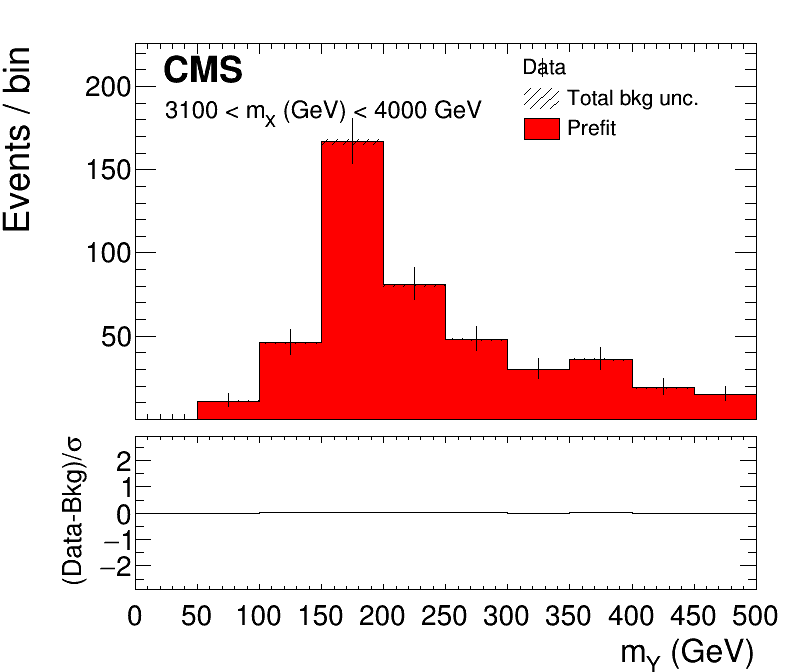 CMS
3100 < mX (GeV) < 4000 GeV
Data
Total bkg unc.
Prefit
Events / bin
200
150
100
50
(Data-Bkg)/σ
2
1
0
−1
−2
0 50 100 150 200 250 300 350 400 450 500
mY (GeV)